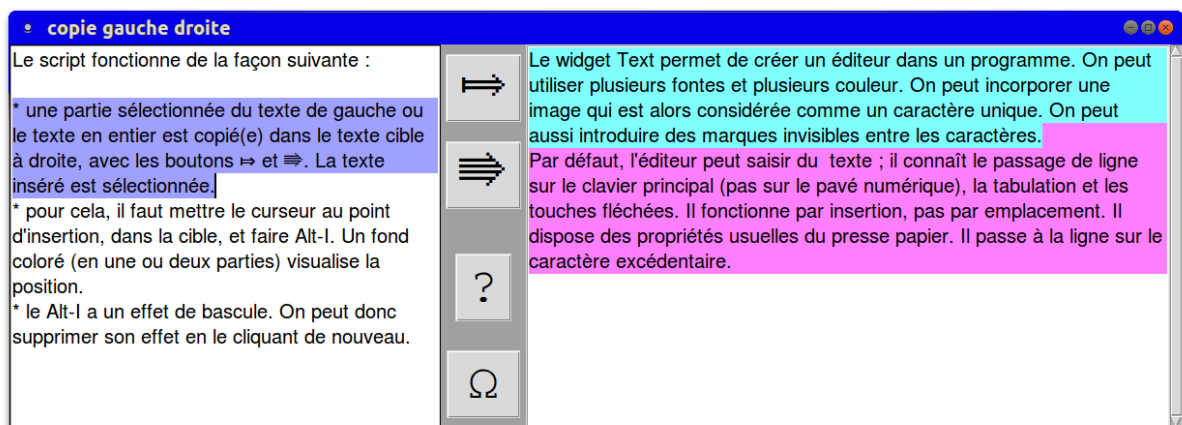 copie gauche droite
Le script fonctionne de la façon suivante :
* une partie sélectionnée du texte de gauche ou
le texte en entier est copié(e) dans le texte cible
à droite, avec les boutons ⤇ et ⭆. La texte
inséré est sélectionnée.
* pour cela, il faut mettre le curseur au point
d'insertion, dans la cible, et faire Alt-I. Un fond
coloré (en une ou deux parties) visualise la
position.
* le Alt-I a un effet de bascule. On peut donc
supprimer son effet en le cliquant de nouveau.
⤇
⭆
?
Ω
Le widget Text permet de créer un éditeur dans un programme. On peut
utiliser plusieurs fontes et plusieurs couleur. On peut incorporer une
image qui est alors considérée comme un caractère unique. On peut
aussi introduire des marques invisibles entre les caractères.
Par défaut, l'éditeur peut saisir du  texte ; il connaît le passage de ligne
sur le clavier principal (pas sur le pavé numérique), la tabulation et les
touches fléchées. Il fonctionne par insertion, pas par emplacement. Il
dispose des propriétés usuelles du presse papier. Il passe à la ligne sur le
caractère excédentaire.